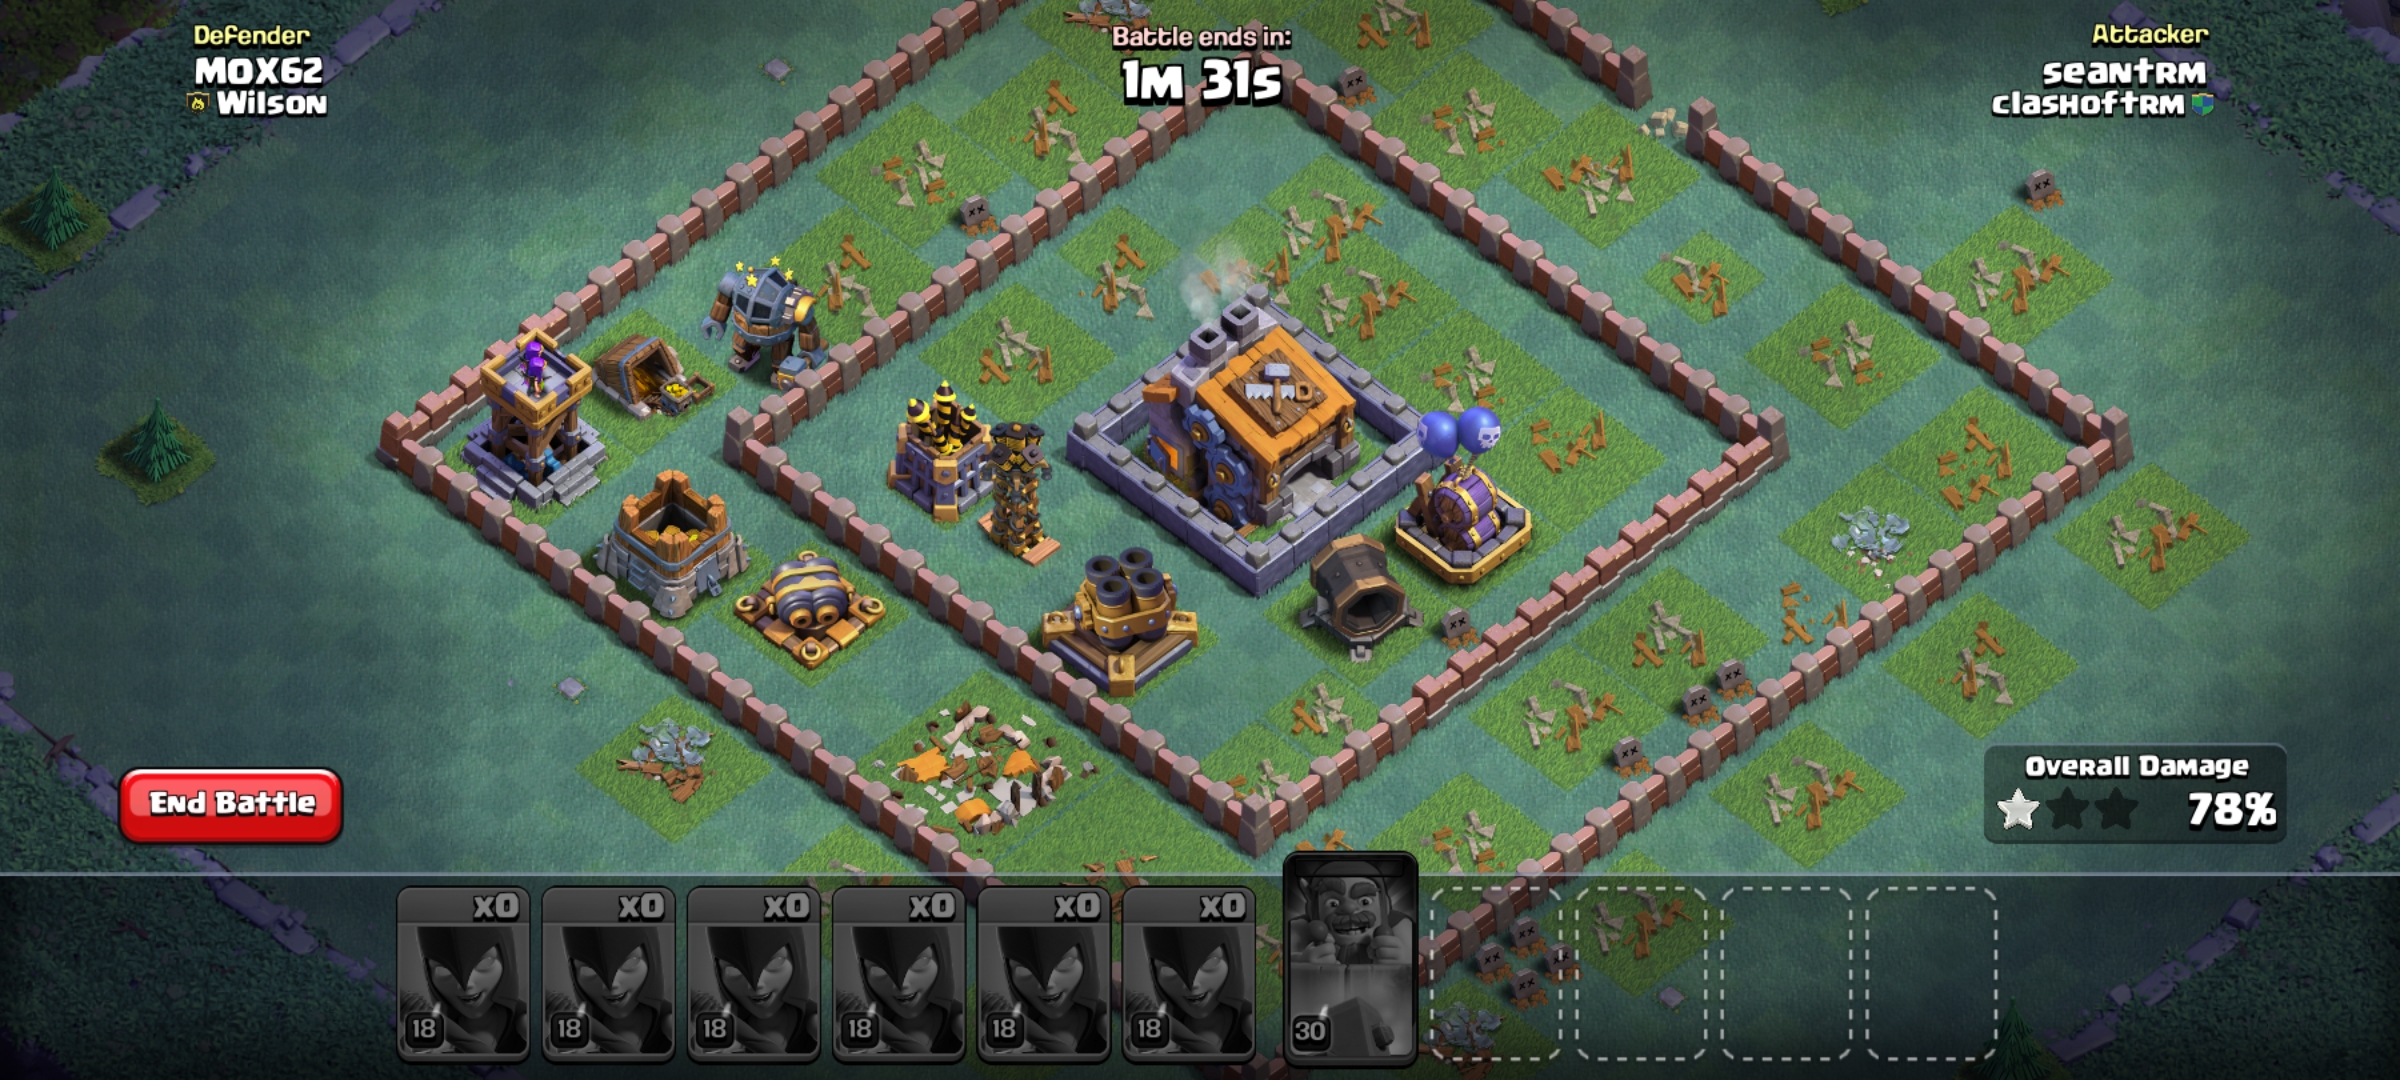 Defender
MOX62
Wilson
Battle ends in:
1M 31s
Attacker
seantRM
clashoftRM
End Battle
Overall Damage
78%
x0
x0
x0
x0
x0
x0
18
18
18
18
18
18
30